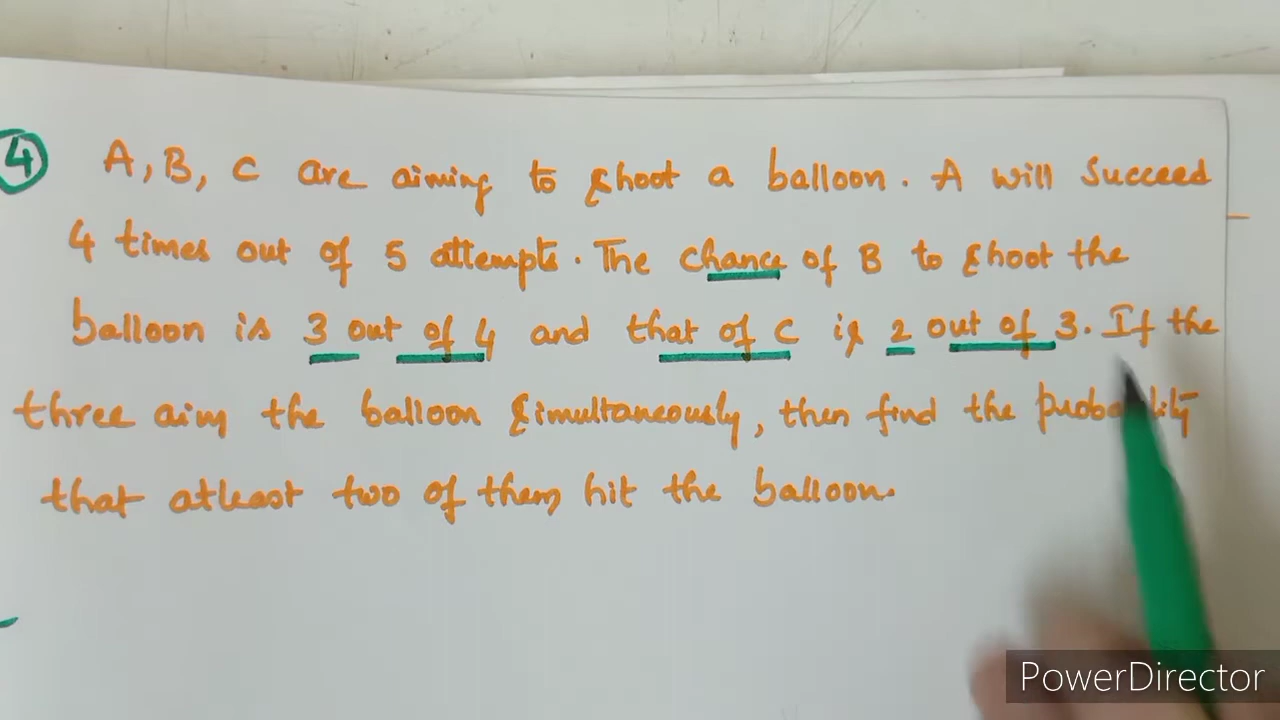 4 A, B, C are aiming to shoot a balloon. A will succeed
4 times out of 5 attempts. The chance of B to shoot the
balloon is 3 out of 4 and that of C is 2 out of 3. If the
three aim the balloon simultaneously, then find the probability
that atleast two of them hit the balloon.
PowerDirector